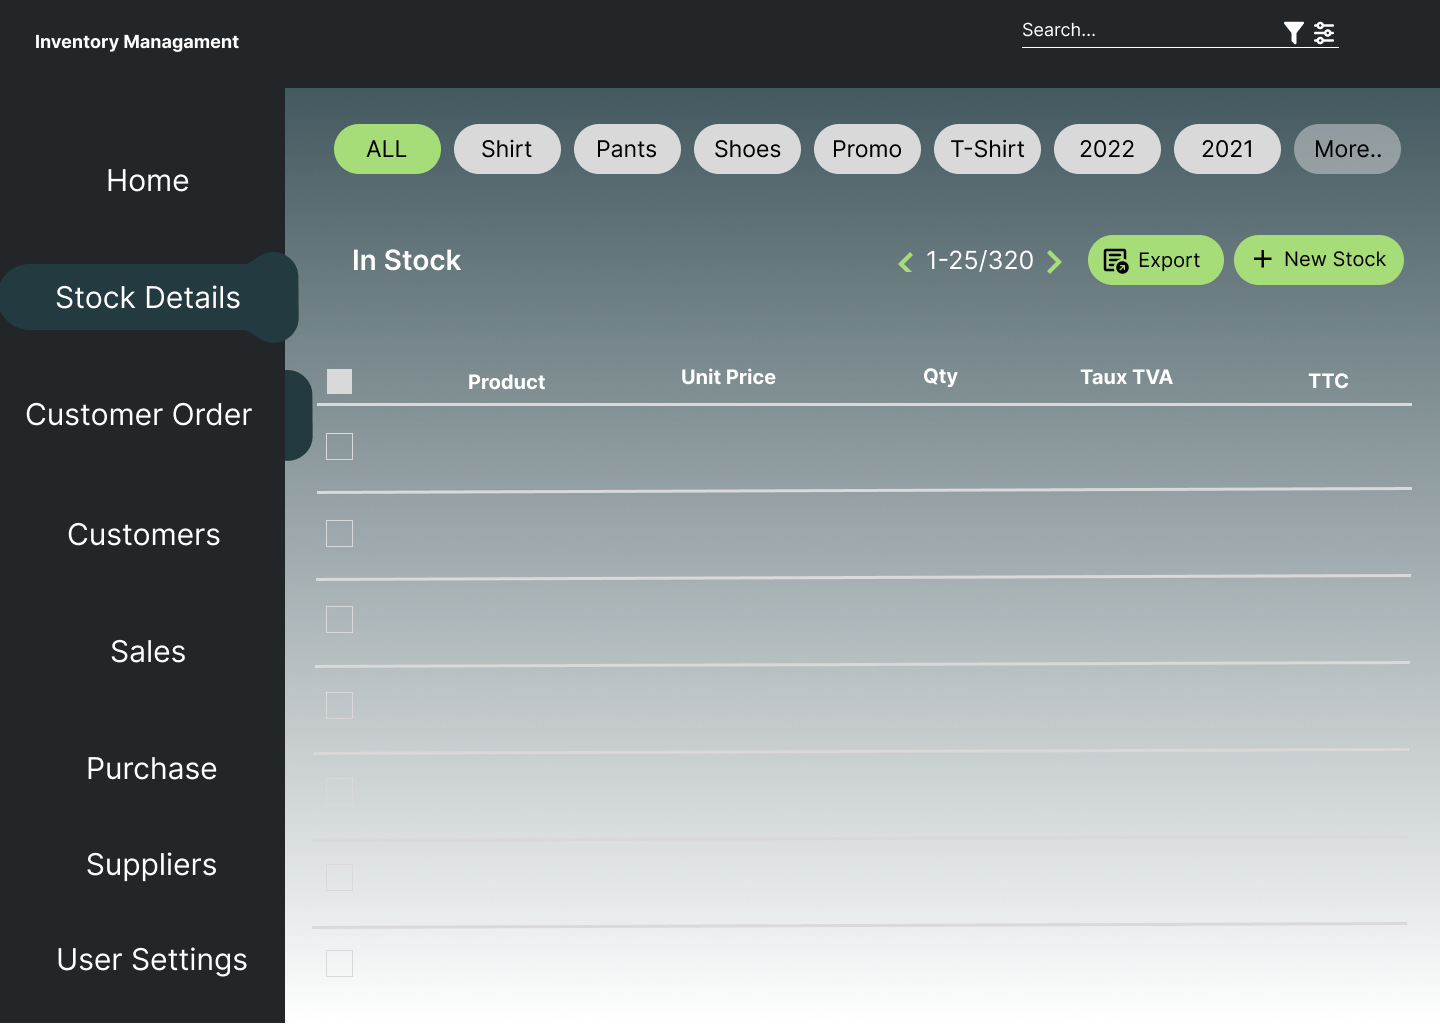 Inventory Managament
Search...
Home
Stock Details
Customer Order
Customers
Sales
Purchase
Suppliers
User Settings
ALL
Shirt
Pants
Shoes
Promo
T-Shirt
2022
2021
More..
In Stock
1-25/320
Export
New Stock
Product
Unit Price
Qty
Taux TVA
TTC